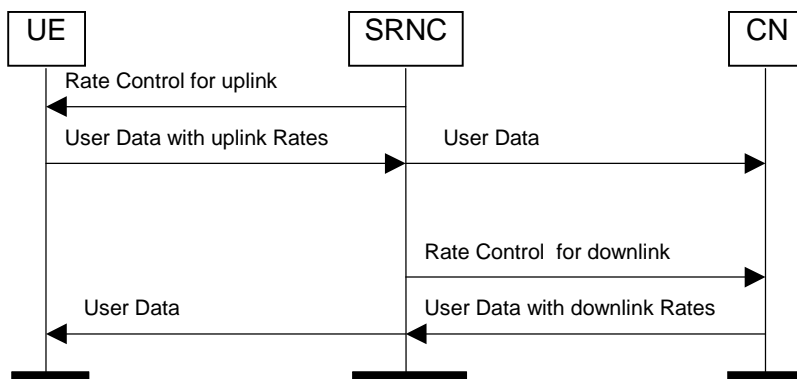 UE
SRNC
CN
Rate Control for uplink
User Data with uplink Rates
User Data
Rate Control for downlink
User Data
User Data with downlink Rates